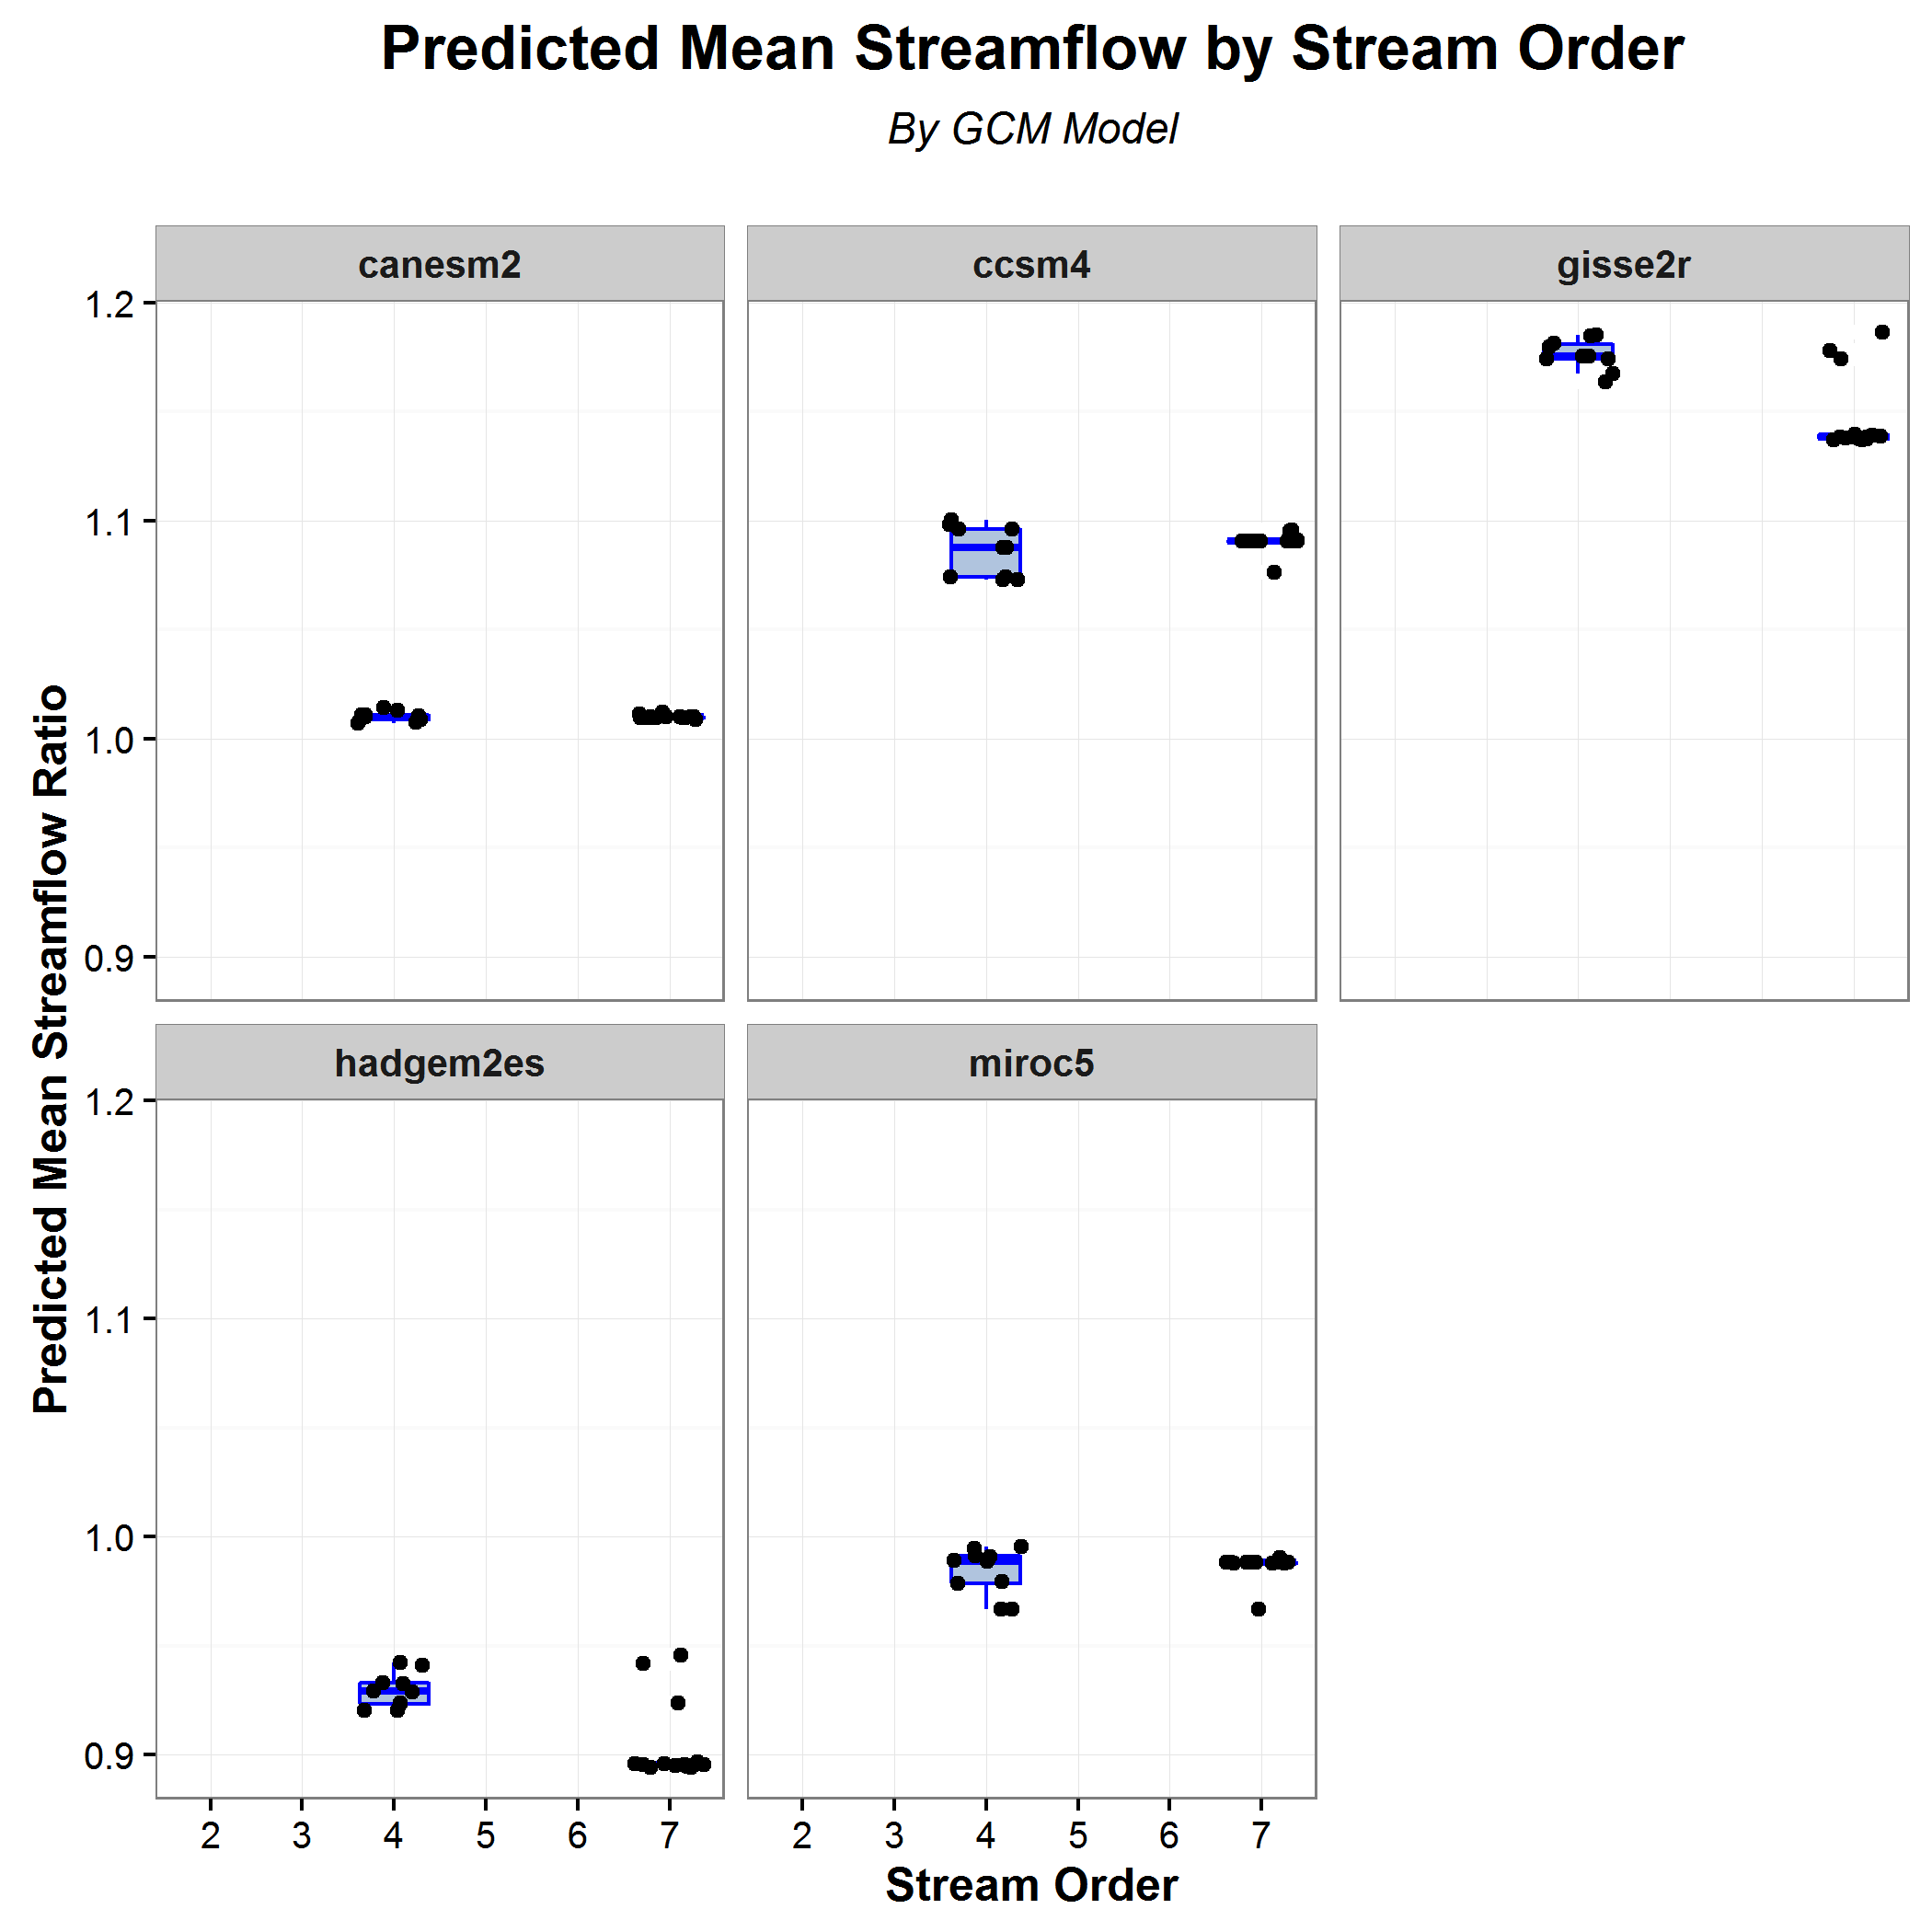 Predicted Mean Streamflow by Stream Order
By GCM Model
canesm2
ccsm4
gisse2r
1.2
1.1
1.0
0.9
Predicted Mean Streamflow Ratio
hadgem2es
miroc5
1.2
1.1
1.0
0.9
2 3 4 5 6 7
2 3 4 5 6 7
Stream Order